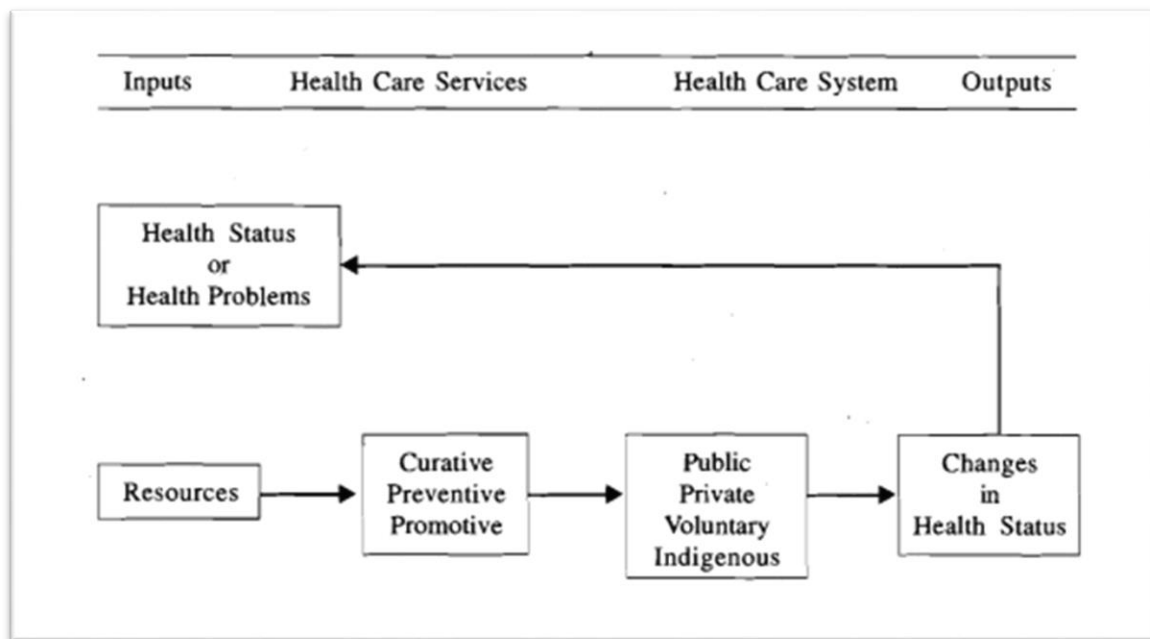 Inputs Health Care Services Health Care System Outputs
Health Status
or
Health Problems
Resources
Curative
Preventive
Promotive
Public
Private
Voluntary
Indigenous
Changes
in
Health Status